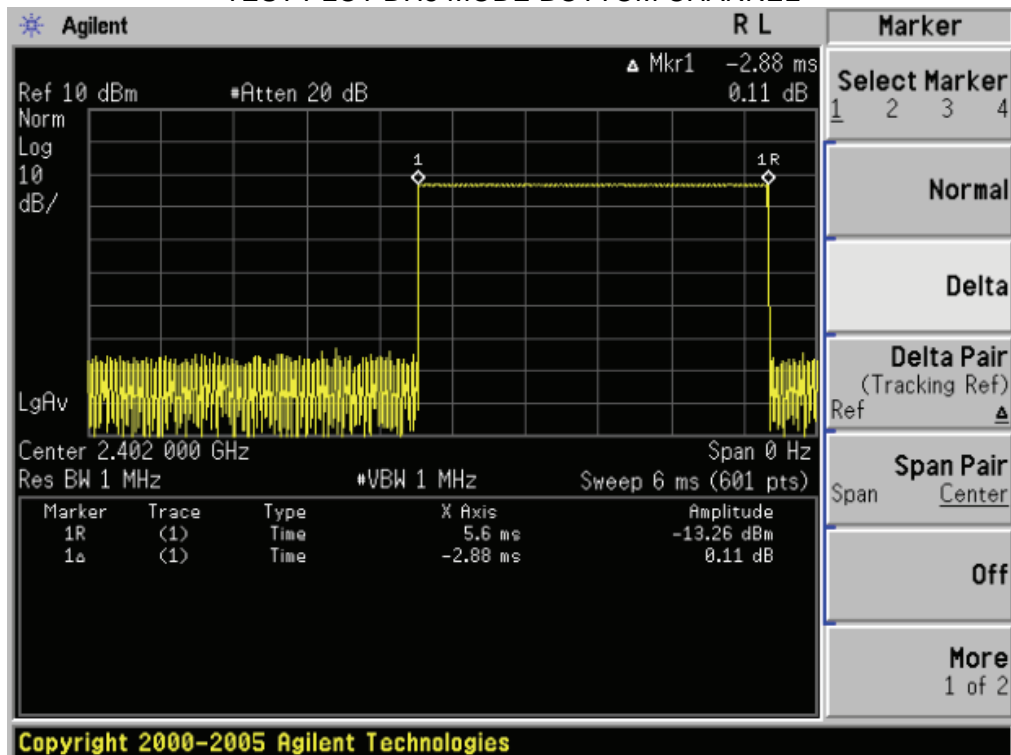 Agilent R L
Marker
▵ Mkr1 -2.88 ms
Ref 10 dBm #Atten 20 dB 0.11 dB
Norm
Log
10
dB/
1
1R
LgAv
Center 2.402 000 GHz Span 0 Hz
Res BW 1 MHz #VBW 1 MHz Sweep 6 ms (601 pts)
Marker Trace Type X Axis Amplitude
1R (1) Time 5.6 ms -13.26 dBm
1▵ (1) Time -2.88 ms 0.11 dB
Select Marker
1 2 3 4
Normal
Delta
Delta Pair
(Tracking Ref)
Ref ▵
Span Pair
Span Center
Off
More
1 of 2
Copyright 2000-2005 Agilent Technologies